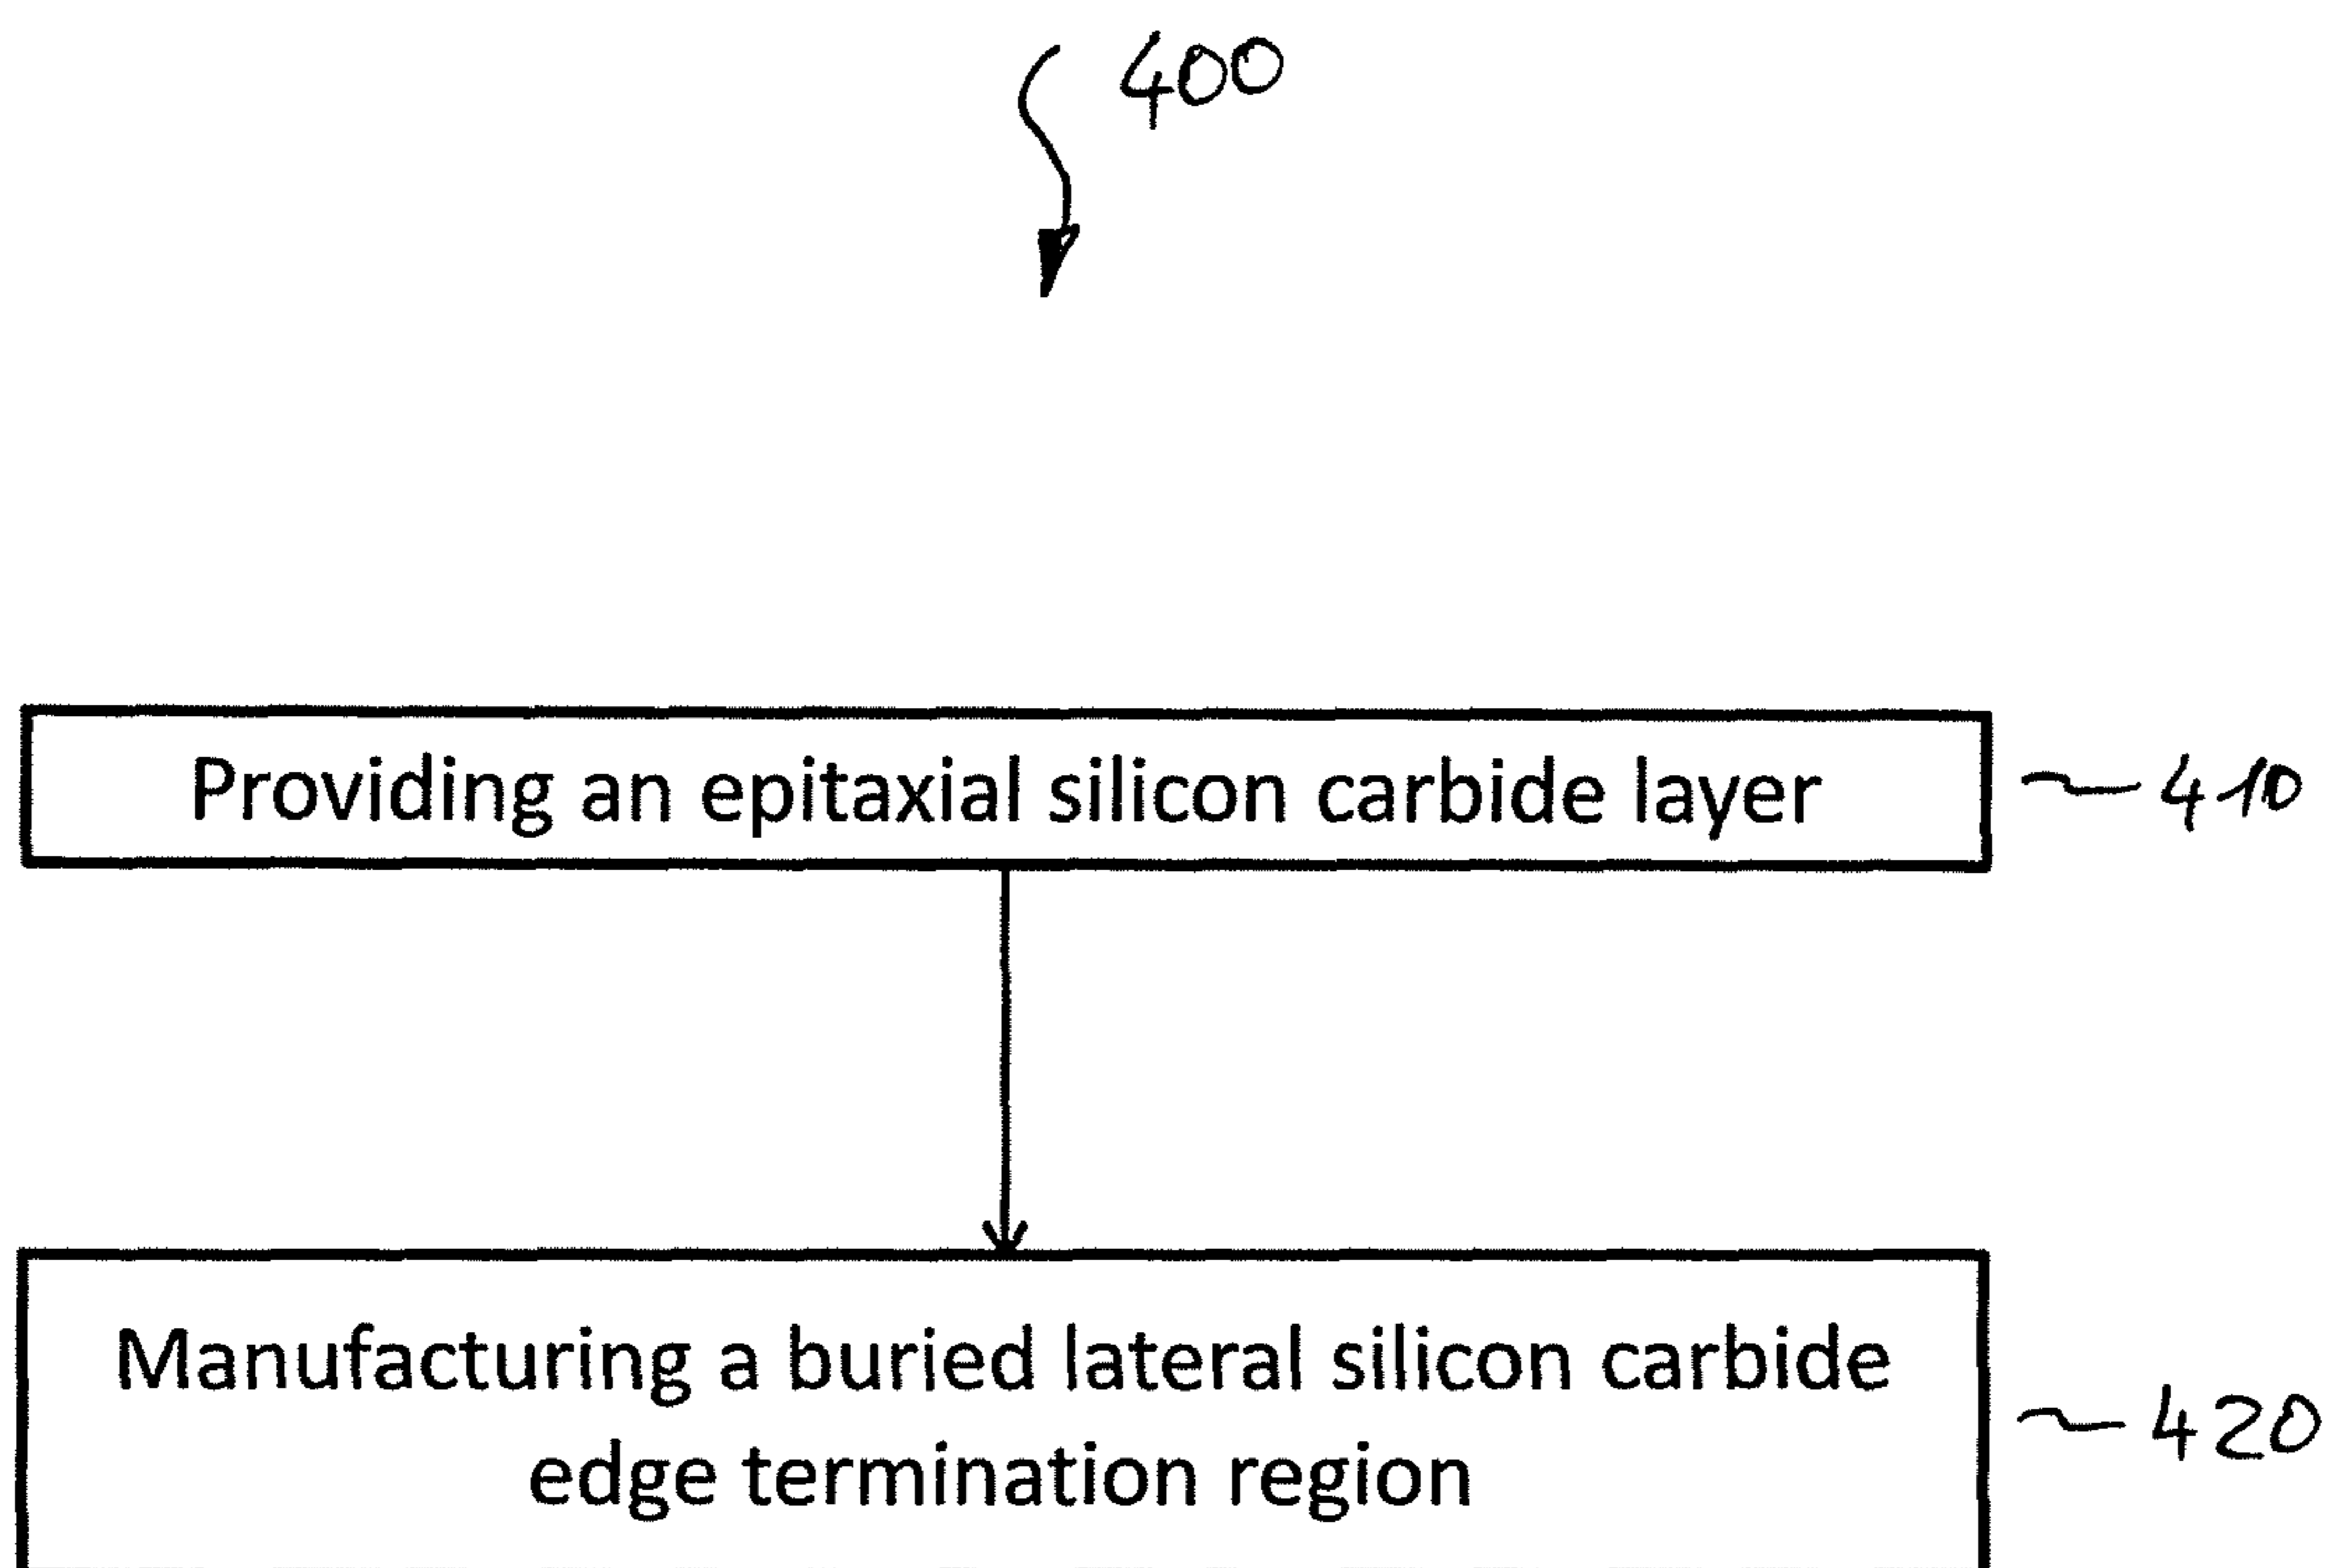 400
Providing an epitaxial silicon carbide layer
410
Manufacturing a buried lateral silicon carbide
edge termination region
420